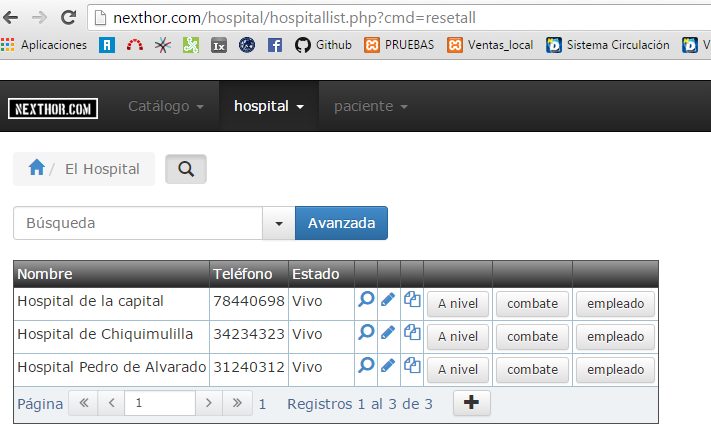 nexthor.com/hospital/hospitallist.php?cmd=resetall
Aplicaciones A Ix Github PRUEBAS Ventas_local D Sistema Circulación D V
NEXTHOR.COM Catálogo hospital paciente
/ El Hospital
Búsqueda Avanzada
Nombre Teléfono Estado
Hospital de la capital 78440698 Vivo A nivel combate empleado
Hospital de Chiquimulilla 34234323 Vivo A nivel combate empleado
Hospital Pedro de Alvarado 31240312 Vivo A nivel combate empleado
Página « ‹ 1 › » 1 Registros 1 al 3 de 3 +